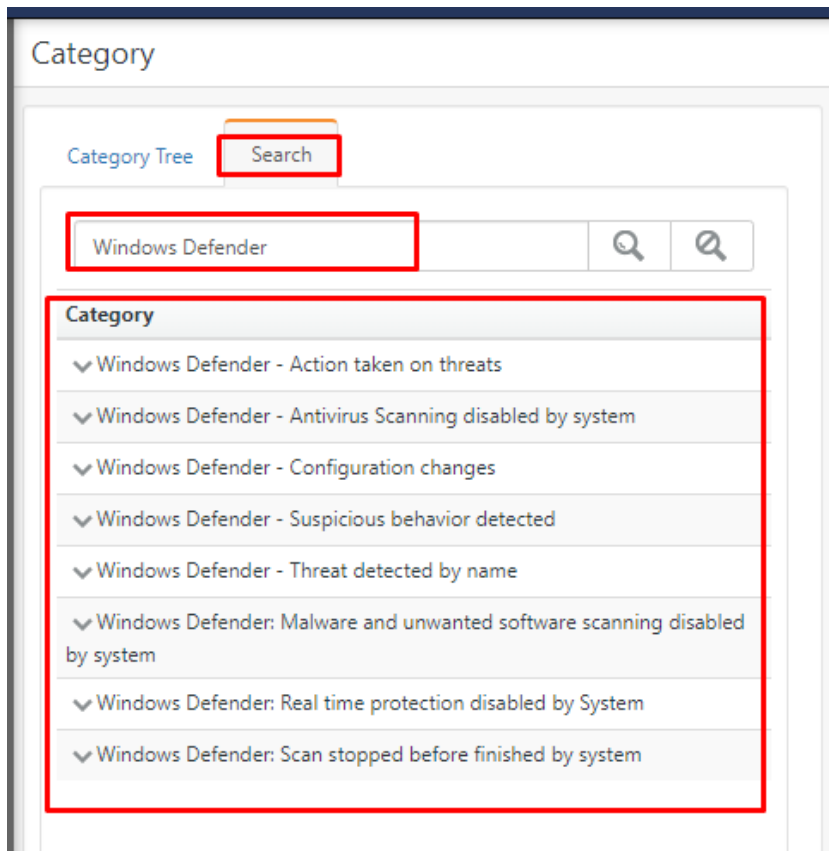 Category
Category Tree
Search
Windows Defender
Category
Windows Defender - Action taken on threats
Windows Defender - Antivirus Scanning disabled by system
Windows Defender - Configuration changes
Windows Defender - Suspicious behavior detected
Windows Defender - Threat detected by name
Windows Defender: Malware and unwanted software scanning disabled
by system
Windows Defender: Real time protection disabled by System
Windows Defender: Scan stopped before finished by system